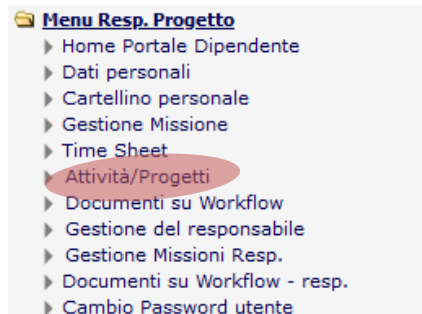 Menu Resp. Progetto
Home Portale Dipendente
Dati personali
Cartellino personale
Gestione Missione
Time Sheet
Attività/Progetti
Documenti su Workflow
Gestione del responsabile
Gestione Missioni Resp.
Documenti su Workflow - resp.
Cambio Password utente